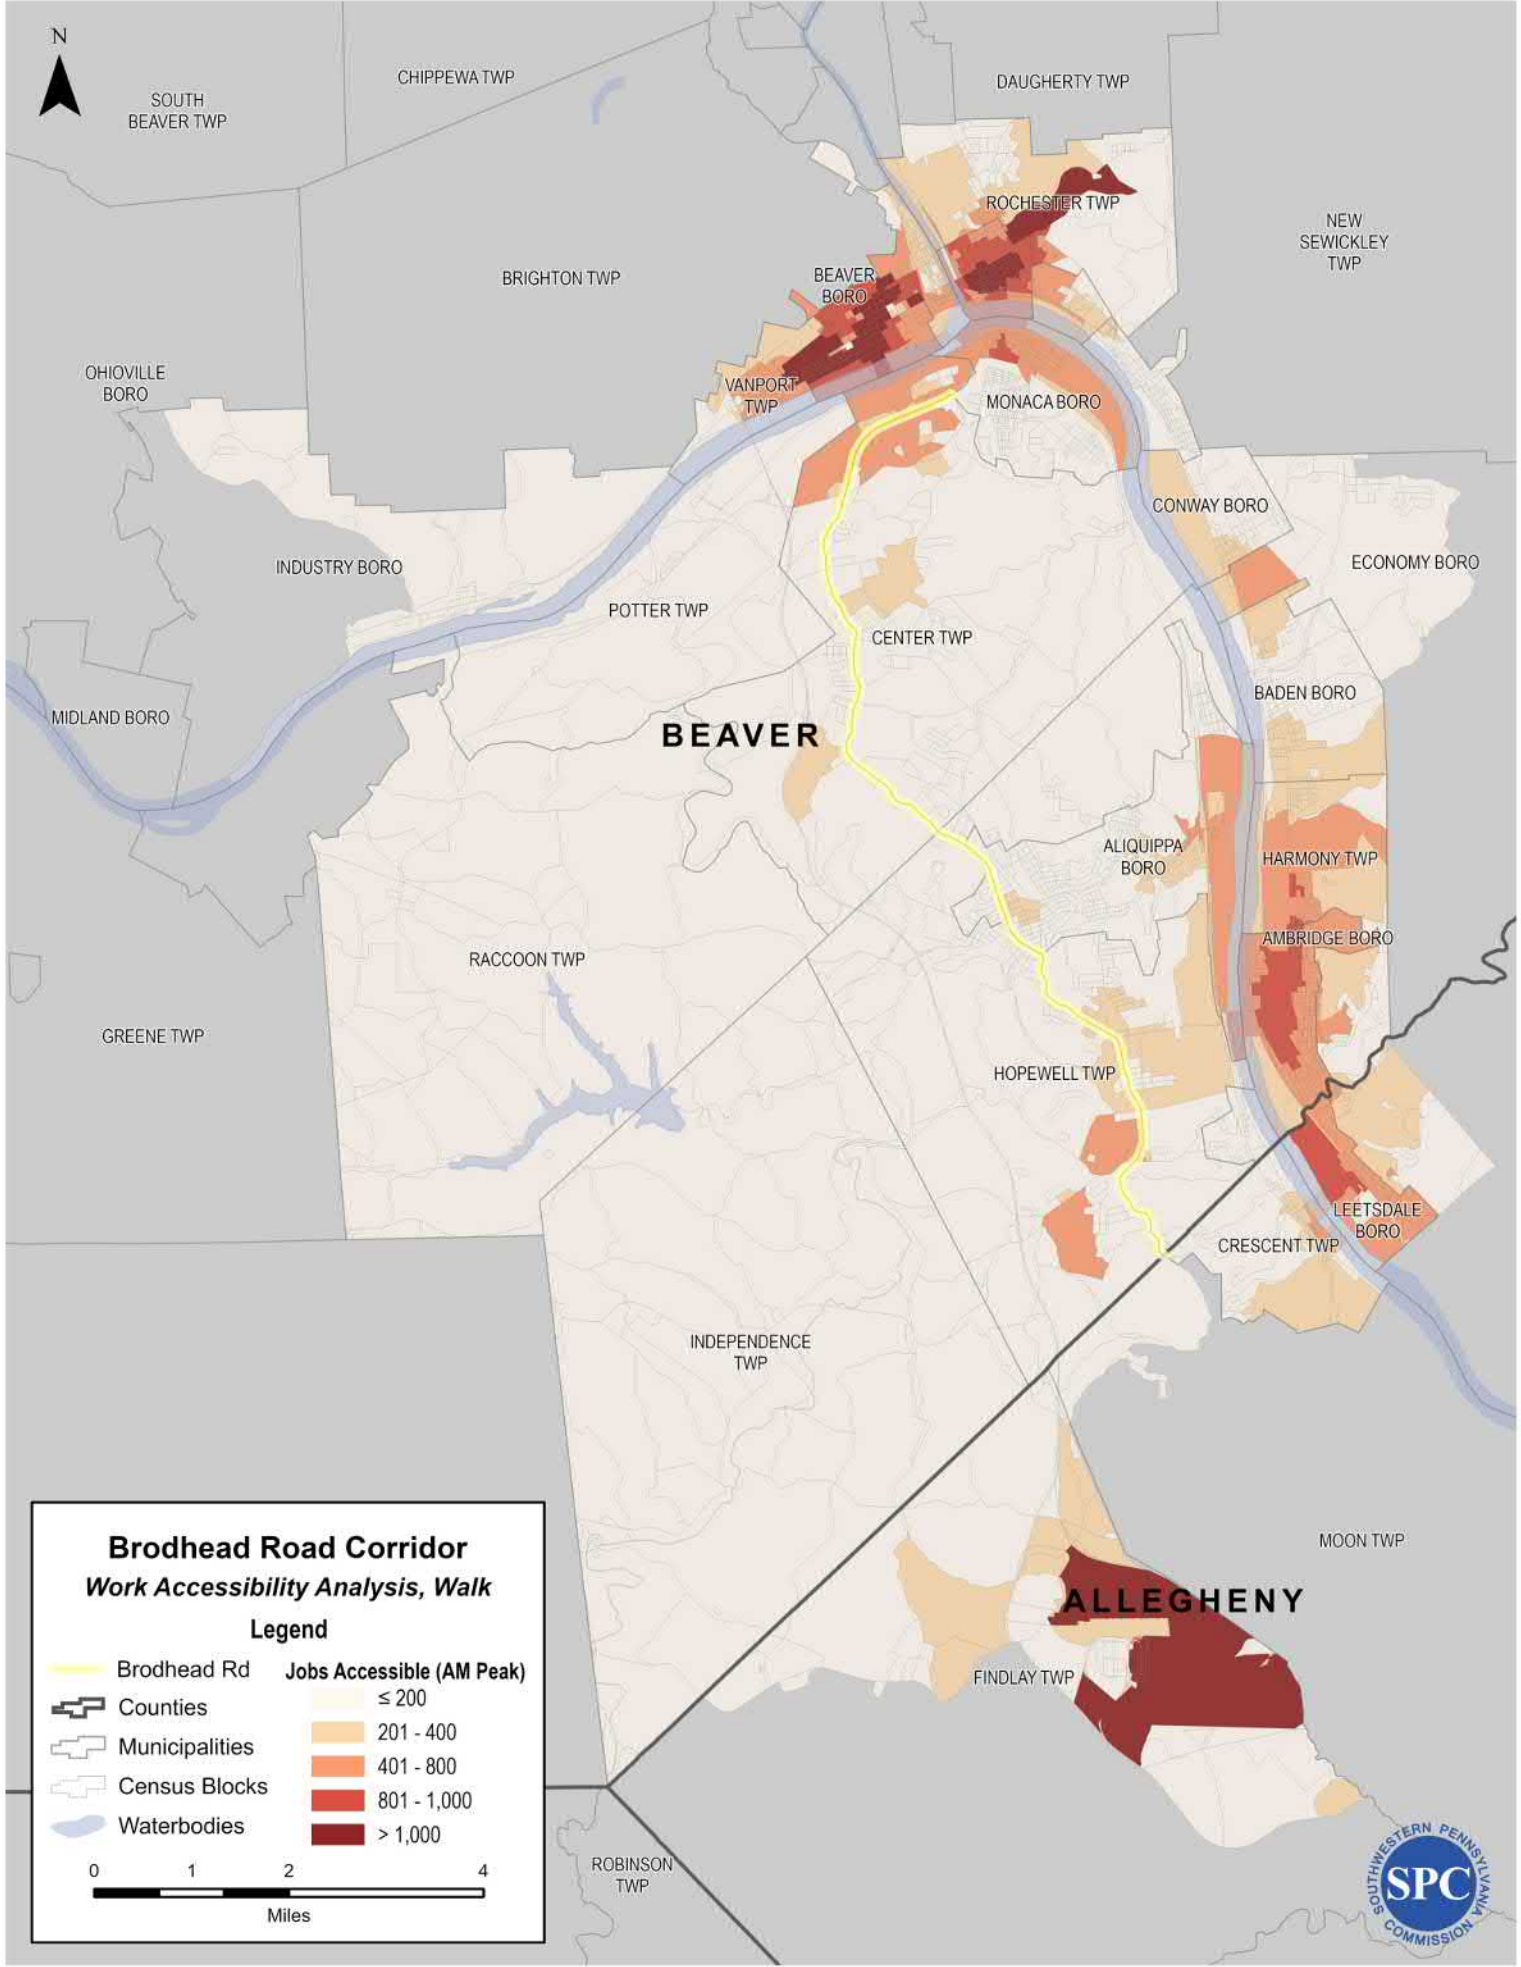 N
CHIPPEWA TWP
DAUGHERTY TWP
SOUTH
BEAVER TWP
ROCHESTER TWP
NEW
SEWICKLEY
TWP
BRIGHTON TWP
BEAVER
BORO
OHIOVILLE
BORO
VANPORT
TWP
MONACA BORO
CONWAY BORO
ECONOMY BORO
INDUSTRY BORO
POTTER TWP
CENTER TWP
BADEN BORO
MIDLAND BORO
BEAVER
ALIQUIPPA
BORO
HARMONY TWP
AMBRIDGE BORO
RACCOON TWP
GREENE TWP
HOPEWELL TWP
LEETSDALE
BORO
CRESCENT TWP
INDEPENDENCE
TWP
MOON TWP
ALLEGHENY
FINDLAY TWP
ROBINSON
TWP
Brodhead Road Corridor
Work Accessibility Analysis, Walk
Legend
Brodhead Rd
Counties
Municipalities
Census Blocks
Waterbodies
Jobs Accessible (AM Peak)
≤ 200
201 - 400
401 - 800
801 - 1,000
> 1,000
0 1 2 4
Miles
SOUTHWESTERN PENNSYLVANIA
SPC
COMMISSION